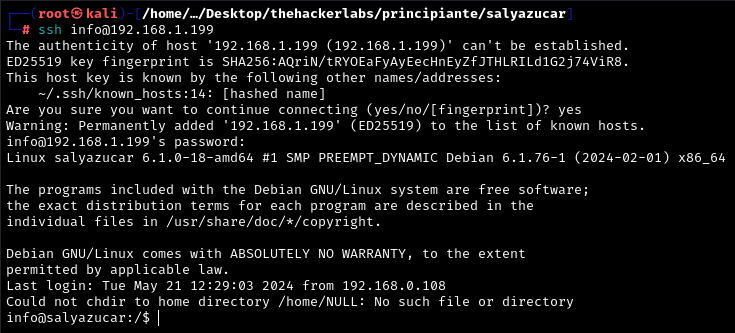 ┌──(root㉿kali)-[/home/…/Desktop/thehackerlabs/principiante/salyazucar]
└─# ssh info@192.168.1.199
The authenticity of host '192.168.1.199 (192.168.1.199)' can't be established.
ED25519 key fingerprint is SHA256:AQriN/tRYOEaFyAyEecHnEyZfJTHLRILd1G2j74ViR8.
This host key is known by the following other names/addresses:
    ~/.ssh/known_hosts:14: [hashed name]
Are you sure you want to continue connecting (yes/no/[fingerprint])? yes
Warning: Permanently added '192.168.1.199' (ED25519) to the list of known hosts.
info@192.168.1.199's password:
Linux salyazucar 6.1.0-18-amd64 #1 SMP PREEMPT_DYNAMIC Debian 6.1.76-1 (2024-02-01) x86_64

The programs included with the Debian GNU/Linux system are free software;
the exact distribution terms for each program are described in the
individual files in /usr/share/doc/*/copyright.

Debian GNU/Linux comes with ABSOLUTELY NO WARRANTY, to the extent
permitted by applicable law.
Last login: Tue May 21 12:29:03 2024 from 192.168.0.108
Could not chdir to home directory /home/NULL: No such file or directory
info@salyazucar:/$